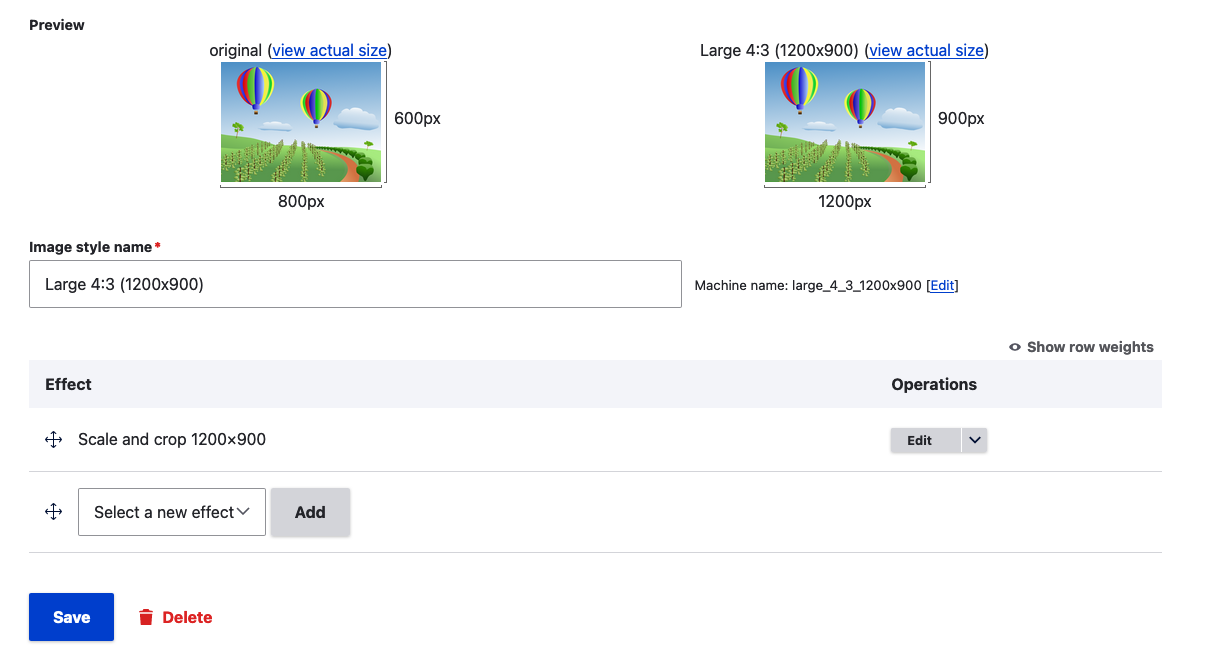 Preview
original (view actual size)
600px
800px
Large 4:3 (1200x900) (view actual size)
900px
1200px
Image style name*
Large 4:3 (1200x900)
Machine name: large_4_3_1200x900 [Edit]
Show row weights
Effect Operations
Scale and crop 1200×900 Edit
Select a new effect Add
Save Delete